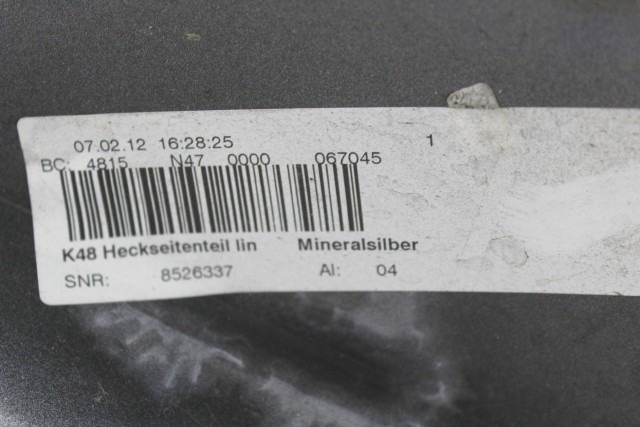 07.02.12 16:28:25 1
BC: 4815 N47 0000 067045
K48 Heckseitenteil lin Mineralsilber
SNR: 8526337 AI: 04